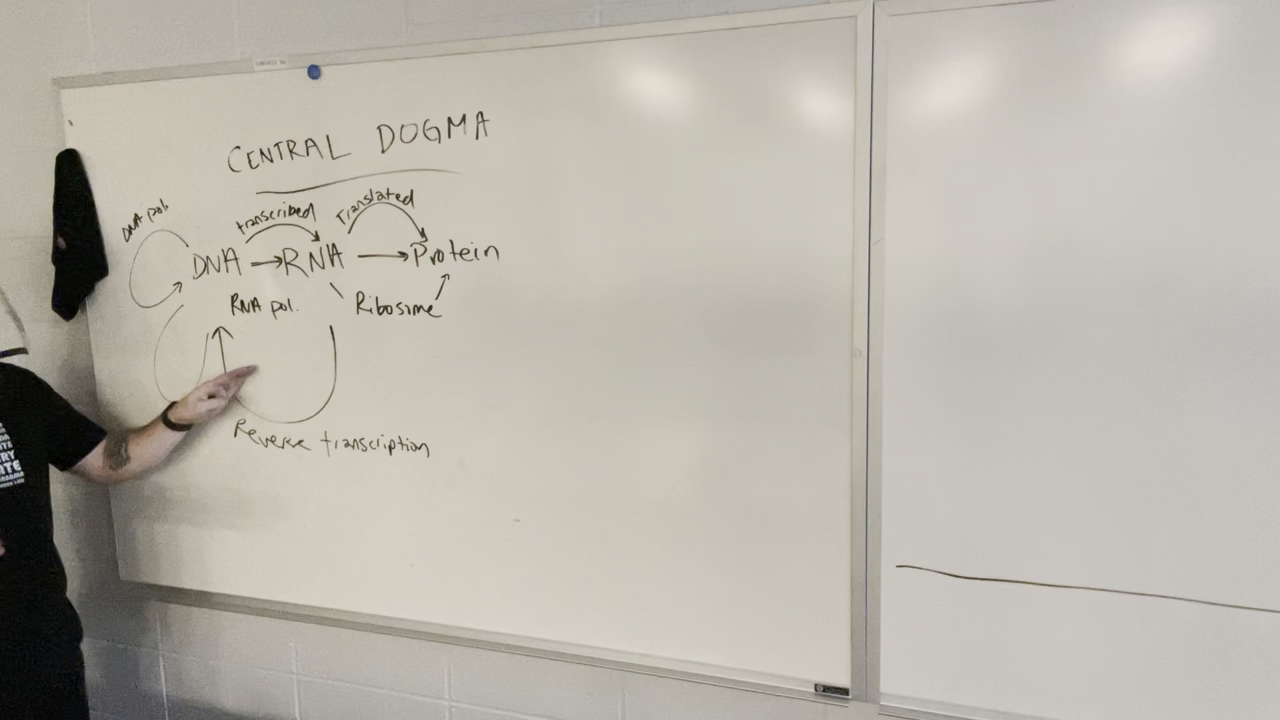 CENTRAL DOGMA
DNA pol.
transcribed
Translated
DNA → RNA → Protein
RNA pol.
Ribosome
Reverse transcription